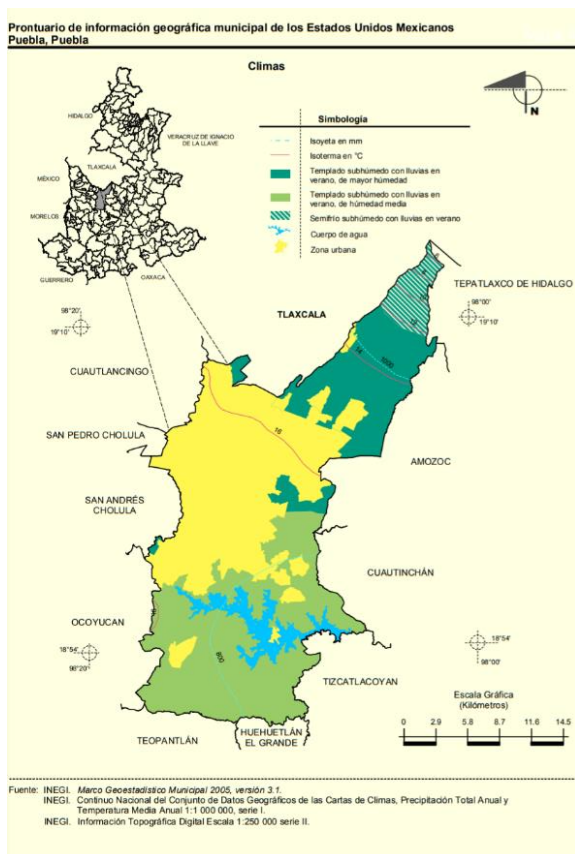 Prontuario de información geográfica municipal de los Estados Unidos Mexicanos
Puebla, Puebla
Climas
N
HIDALGO
VERACRUZ DE IGNACIO
DE LA LLAVE
TLAXCALA
MÉXICO
MORELOS
GUERRERO
OAXACA
Simbología
Isoyeta en mm
Isoterma en °C
Templado subhúmedo con lluvias en
verano, de mayor húmedad
Templado subhúmedo con lluvias en
verano, de húmedad media
Semifrío subhúmedo con lluvias en verano
Cuerpo de agua
Zona urbana
TEPATLAXCO DE HIDALGO
TLAXCALA
98°20'
19°10'
98°00'
19°10'
CUAUTLANCINGO
14
1000
SAN PEDRO CHOLULA
16
AMOZOC
SAN ANDRÉS
CHOLULA
CUAUTINCHÁN
OCOYUCAN
18°54'
98°20'
800
18°54'
98°00'
TIZCATLACOYAN
TEOPANTLÁN
HUEHUETLÁN
EL GRANDE
Escala Gráfica
(Kilómetros)
0 2.9 5.8 8.7 11.6 14.5
Fuente: INEGI. Marco Geoestadístico Municipal 2005, versión 3.1.
INEGI. Continuo Nacional del Conjunto de Datos Geográficos de las Cartas de Climas, Precipitación Total Anual y
Temperatura Media Anual 1:1 000 000, serie I.
INEGI. Información Topográfica Digital Escala 1:250 000 serie II.